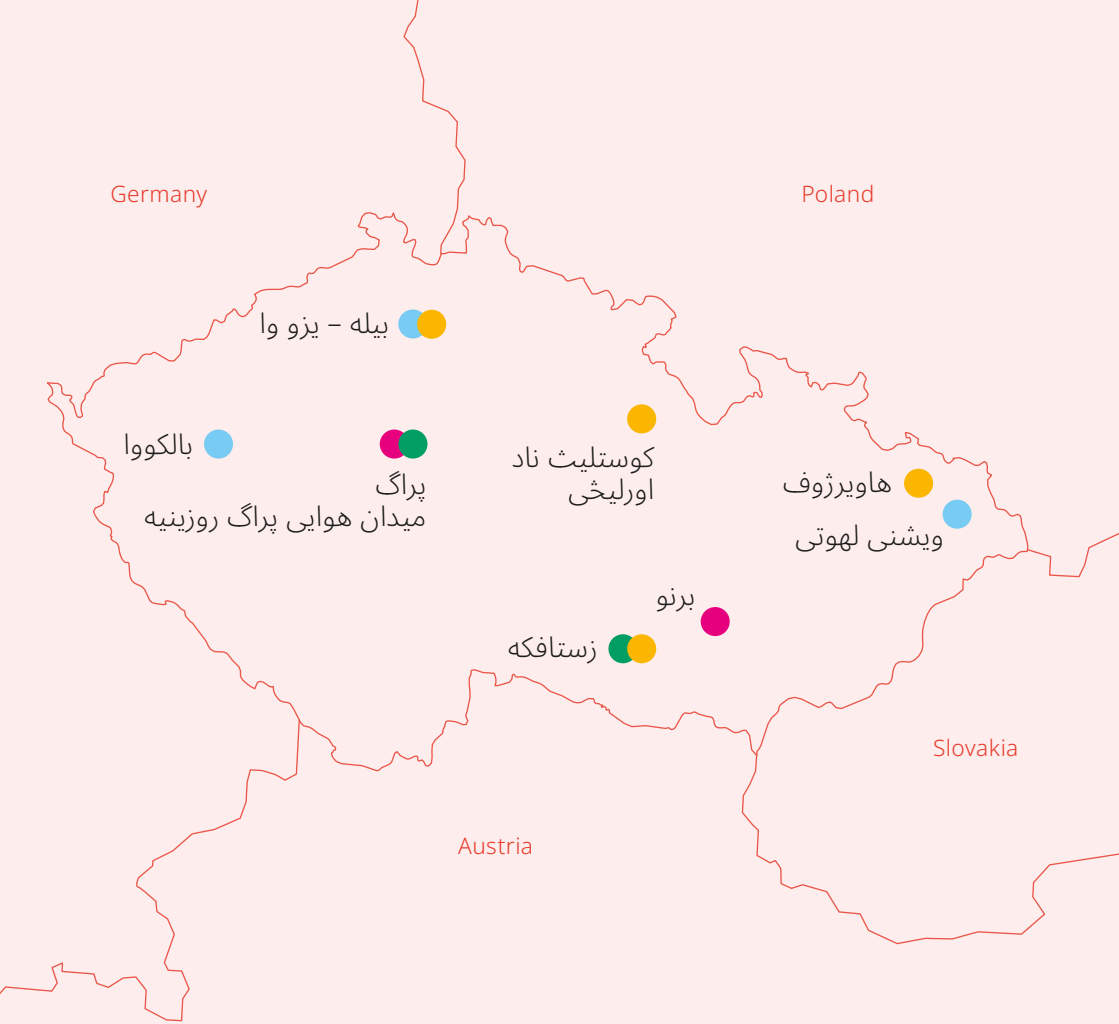 Germany
Poland
بیله – یزو وا
بالکووا
پراگ
میدان هوایی پراگ روزینیه
کوستلیث ناد
اورلیڅی
هاویرژوف
ویشنی لهوتی
برنو
زستافکه
Slovakia
Austria